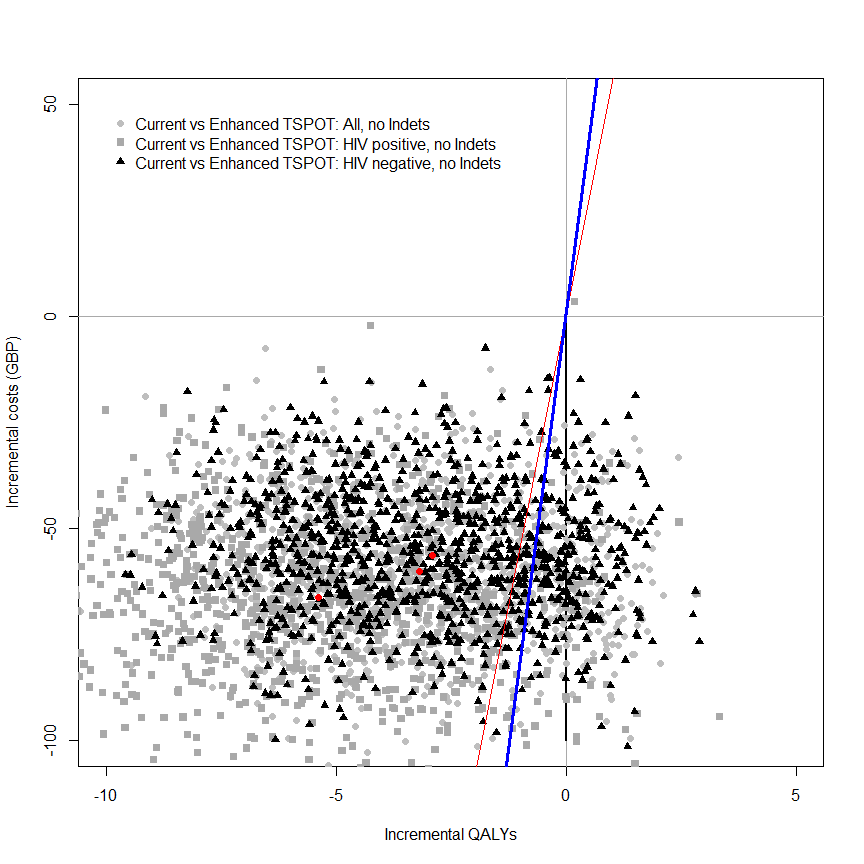 50
0
-50
-100
Incremental costs (GBP)
Current vs Enhanced TSPOT: All, no Indets
Current vs Enhanced TSPOT: HIV positive, no Indets
Current vs Enhanced TSPOT: HIV negative, no Indets
-10 -5 0 5
Incremental QALYs